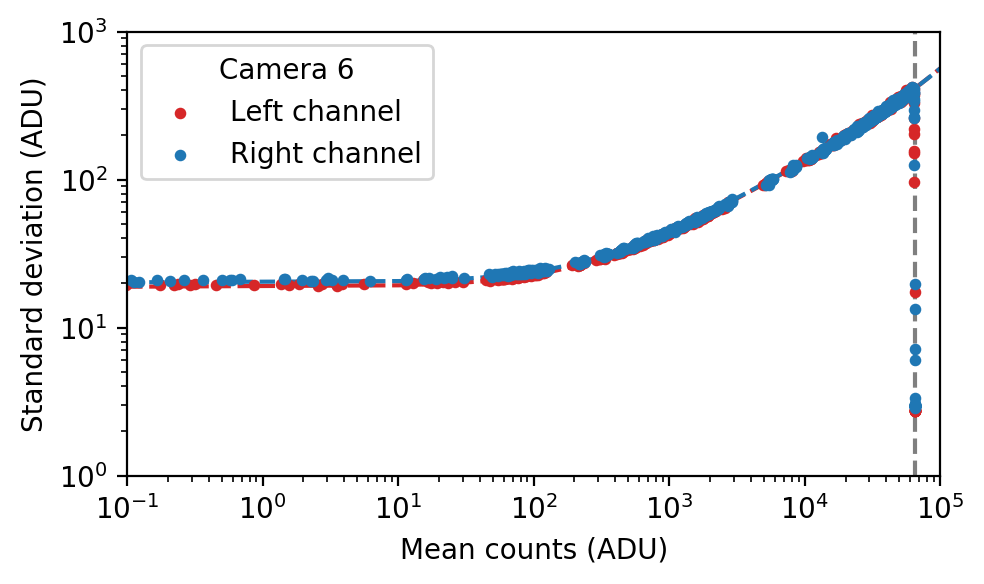 Camera 6
Left channel
Right channel
Standard deviation (ADU)
10³
10²
10¹
10⁰
10⁻¹ 10⁰ 10¹ 10² 10³ 10⁴ 10⁵
Mean counts (ADU)